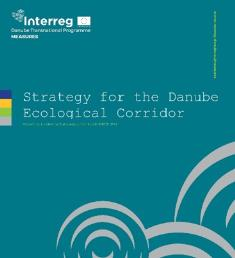 Interreg
Danube Transnational Programme
MEASURES
Strategy for the Danube
Ecological Corridor